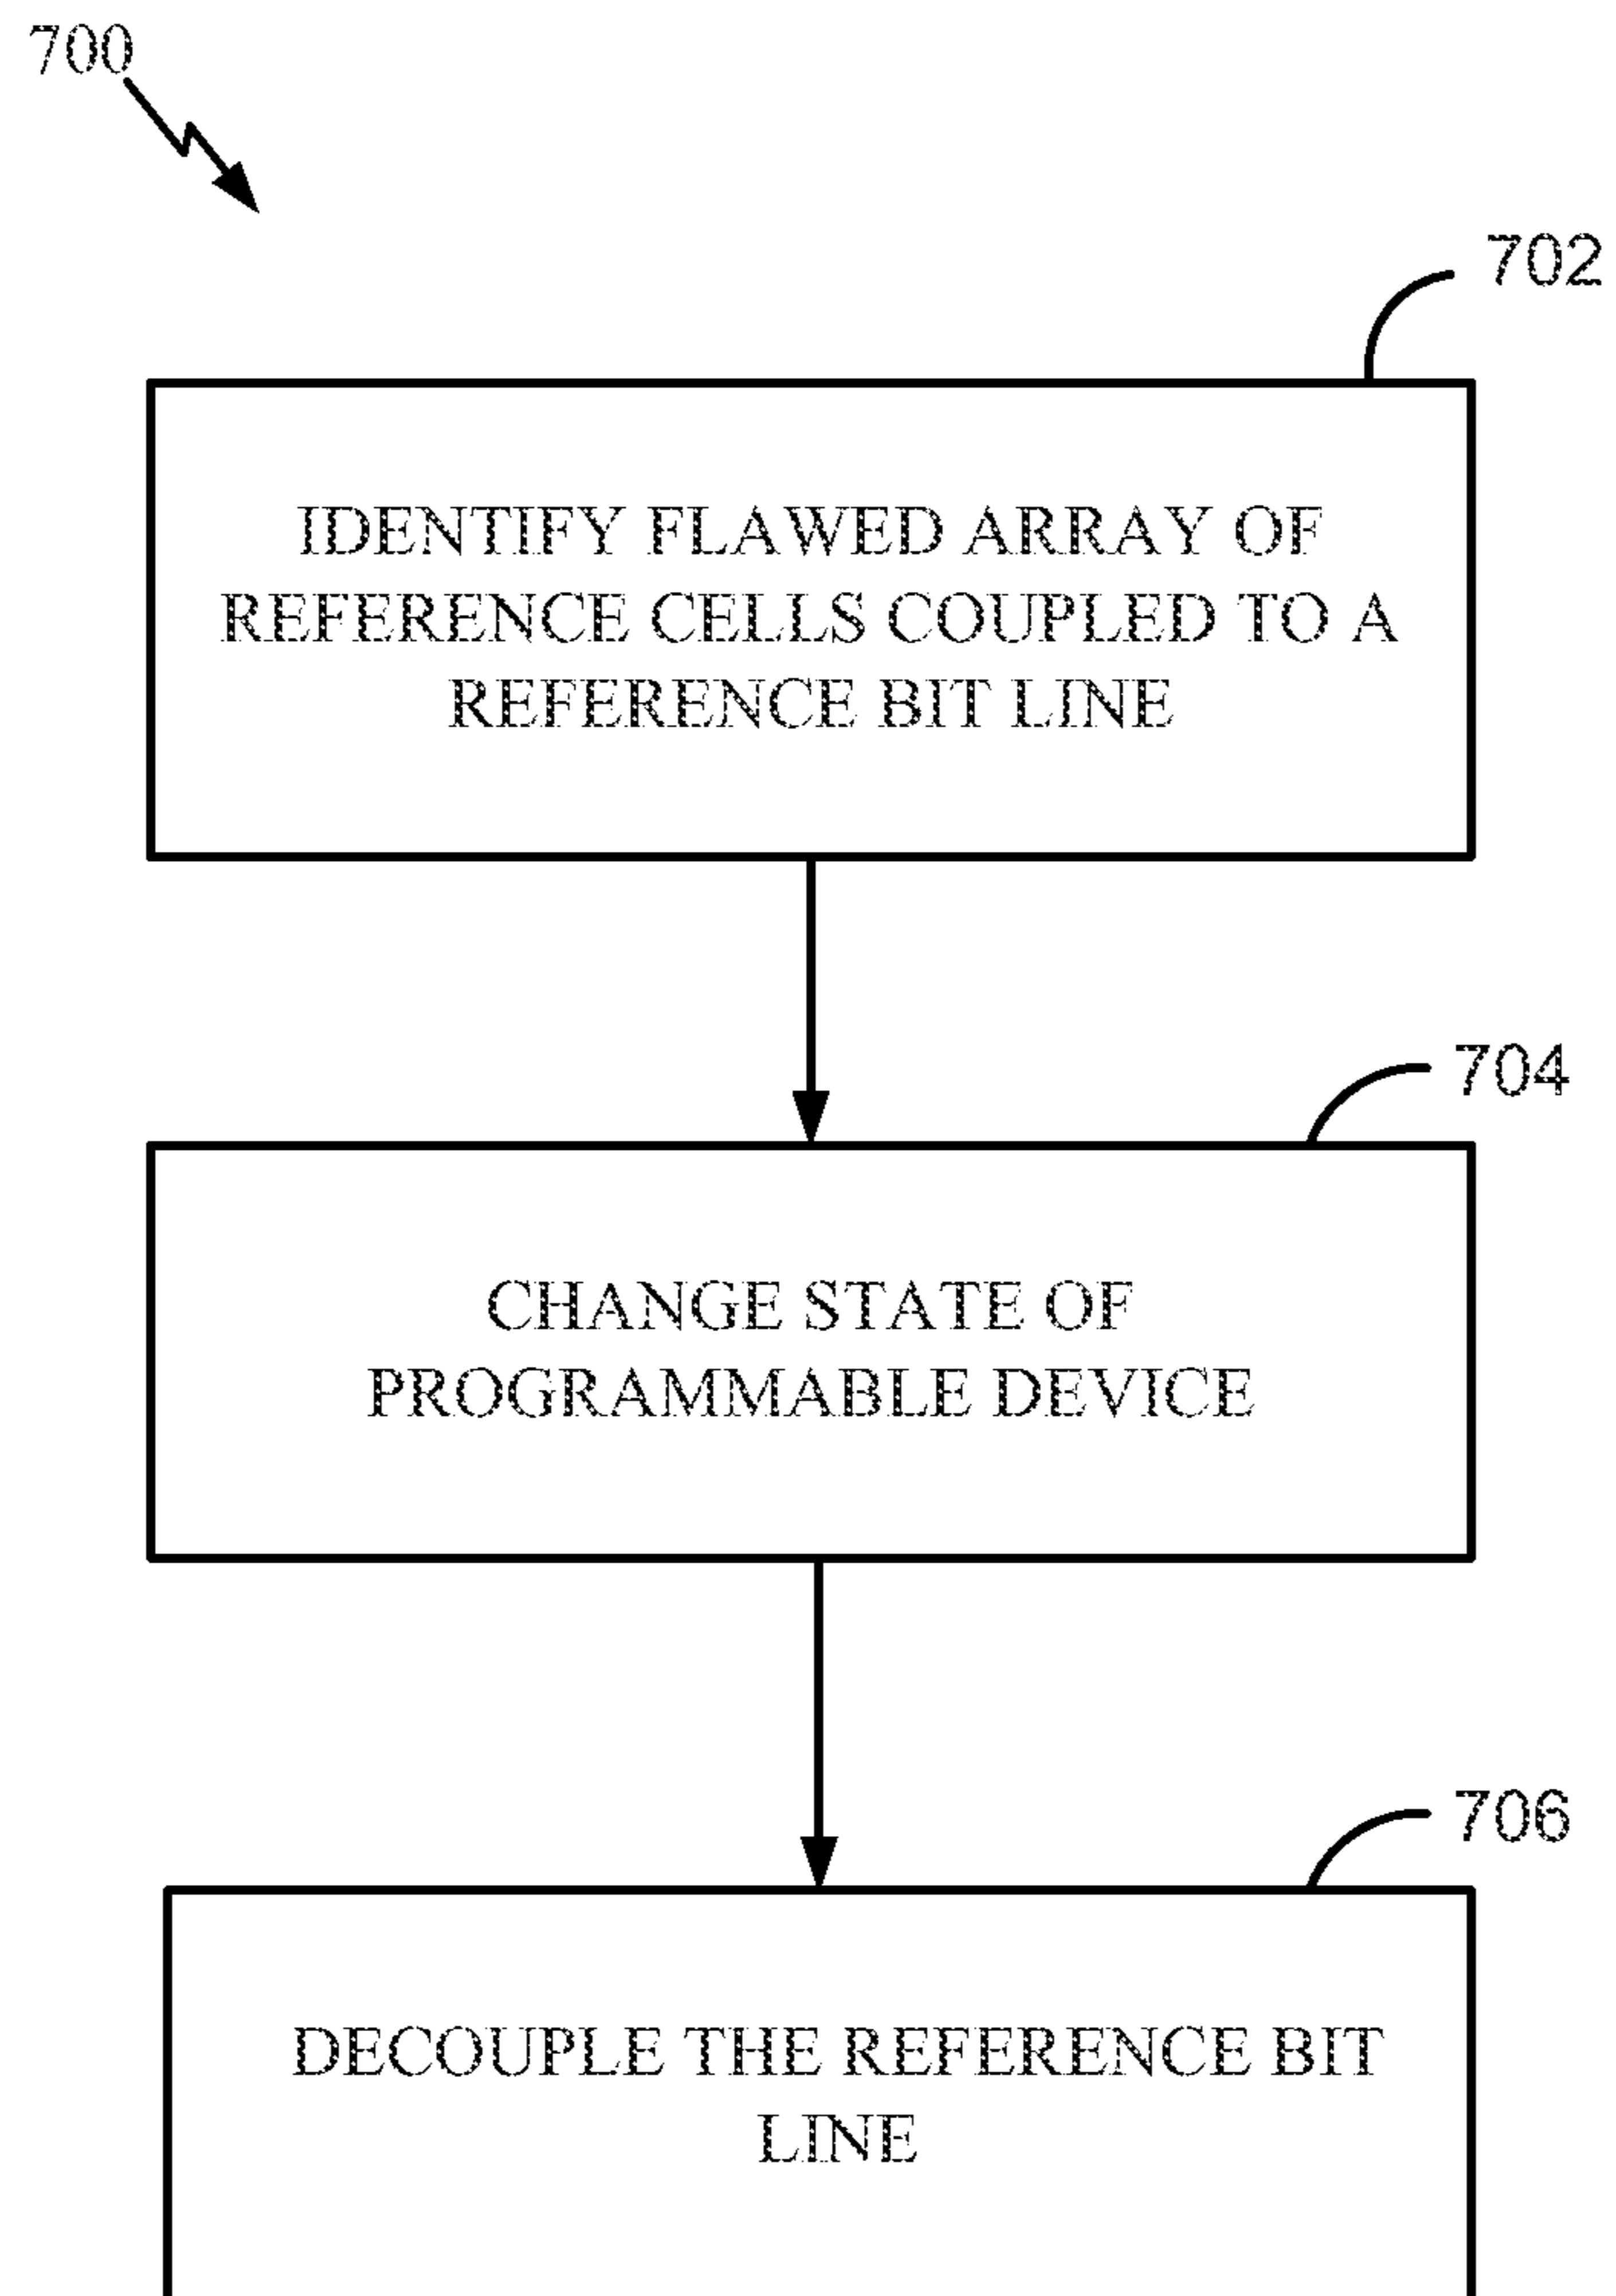 700
702
IDENTIFY FLAWED ARRAY OF
REFERENCE CELLS COUPLED TO A
REFERENCE BIT LINE
704
CHANGE STATE OF
PROGRAMMABLE DEVICE
706
DECOUPLE THE REFERENCE BIT
LINE